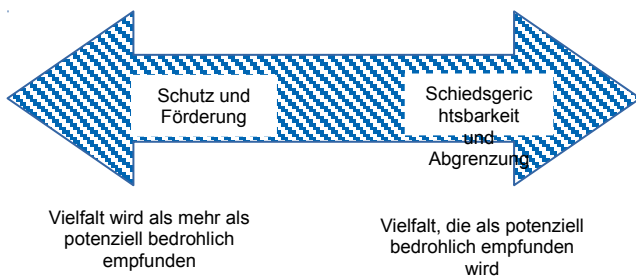 Schutz und
Förderung
Schiedsgeric
htsbarkeit
und
Abgrenzung
Vielfalt wird als mehr als
potenziell bedrohlich
empfunden
Vielfalt, die als potenziell
bedrohlich empfunden
wird